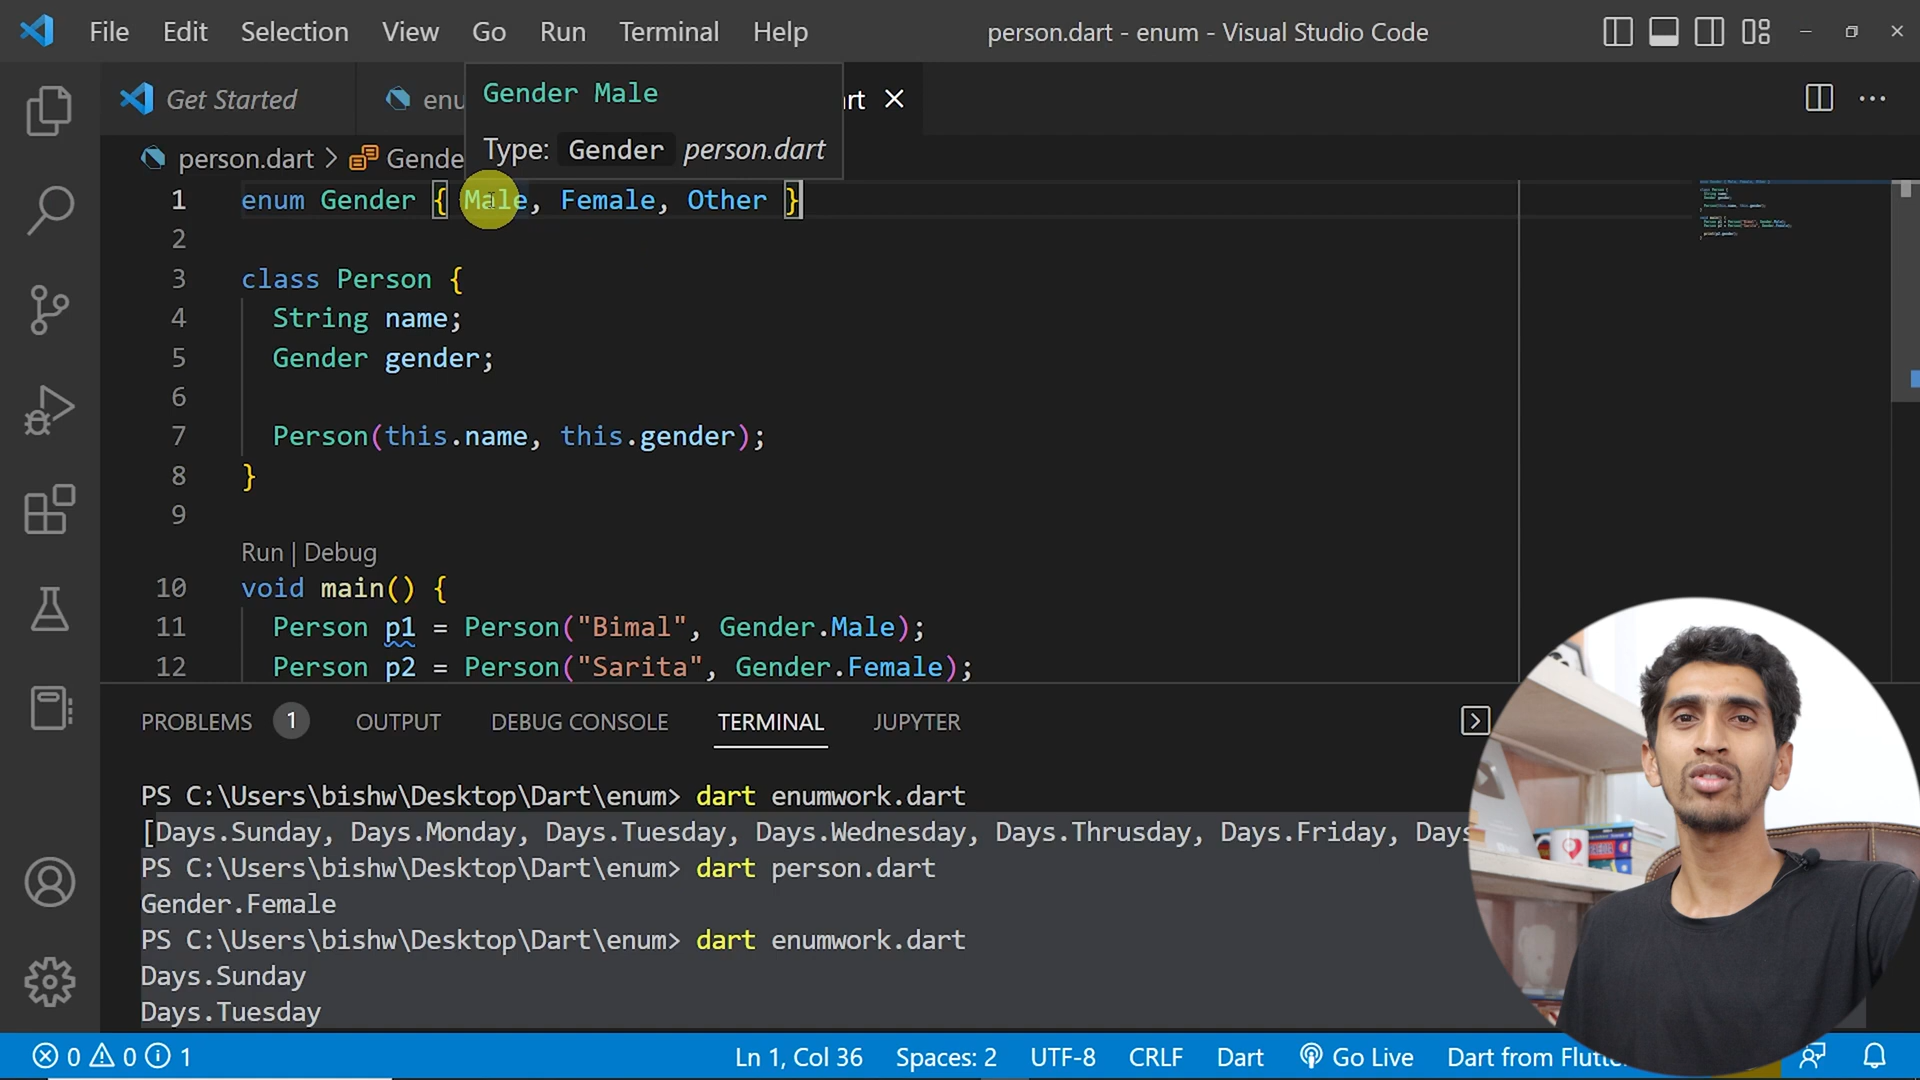 File Edit Selection View Go Run Terminal Help person.dart - enum - Visual Studio Code
Get Started
Gender Male
Type: Gender person.dart
person.dart >
1 enum Gender { Male, Female, Other }
2
3 class Person {
4 String name;
5 Gender gender;
6
7 Person(this.name, this.gender);
8 }
9
Run | Debug
10 void main() {
11 Person p1 = Person("Bimal", Gender.Male);
12 Person p2 = Person("Sarita", Gender.Female);
PROBLEMS 1 OUTPUT DEBUG CONSOLE TERMINAL JUPYTER
PS C:\Users\bishw\Desktop\Dart\enum> dart enumwork.dart
[Days.Sunday, Days.Monday, Days.Tuesday, Days.Wednesday, Days.Thrusday, Days.Friday, Days
PS C:\Users\bishw\Desktop\Dart\enum> dart person.dart
Gender.Female
PS C:\Users\bishw\Desktop\Dart\enum> dart enumwork.dart
Days.Sunday
Days.Tuesday
0 0 1 Ln 1, Col 36 Spaces: 2 UTF-8 CRLF Dart Go Live Dart from